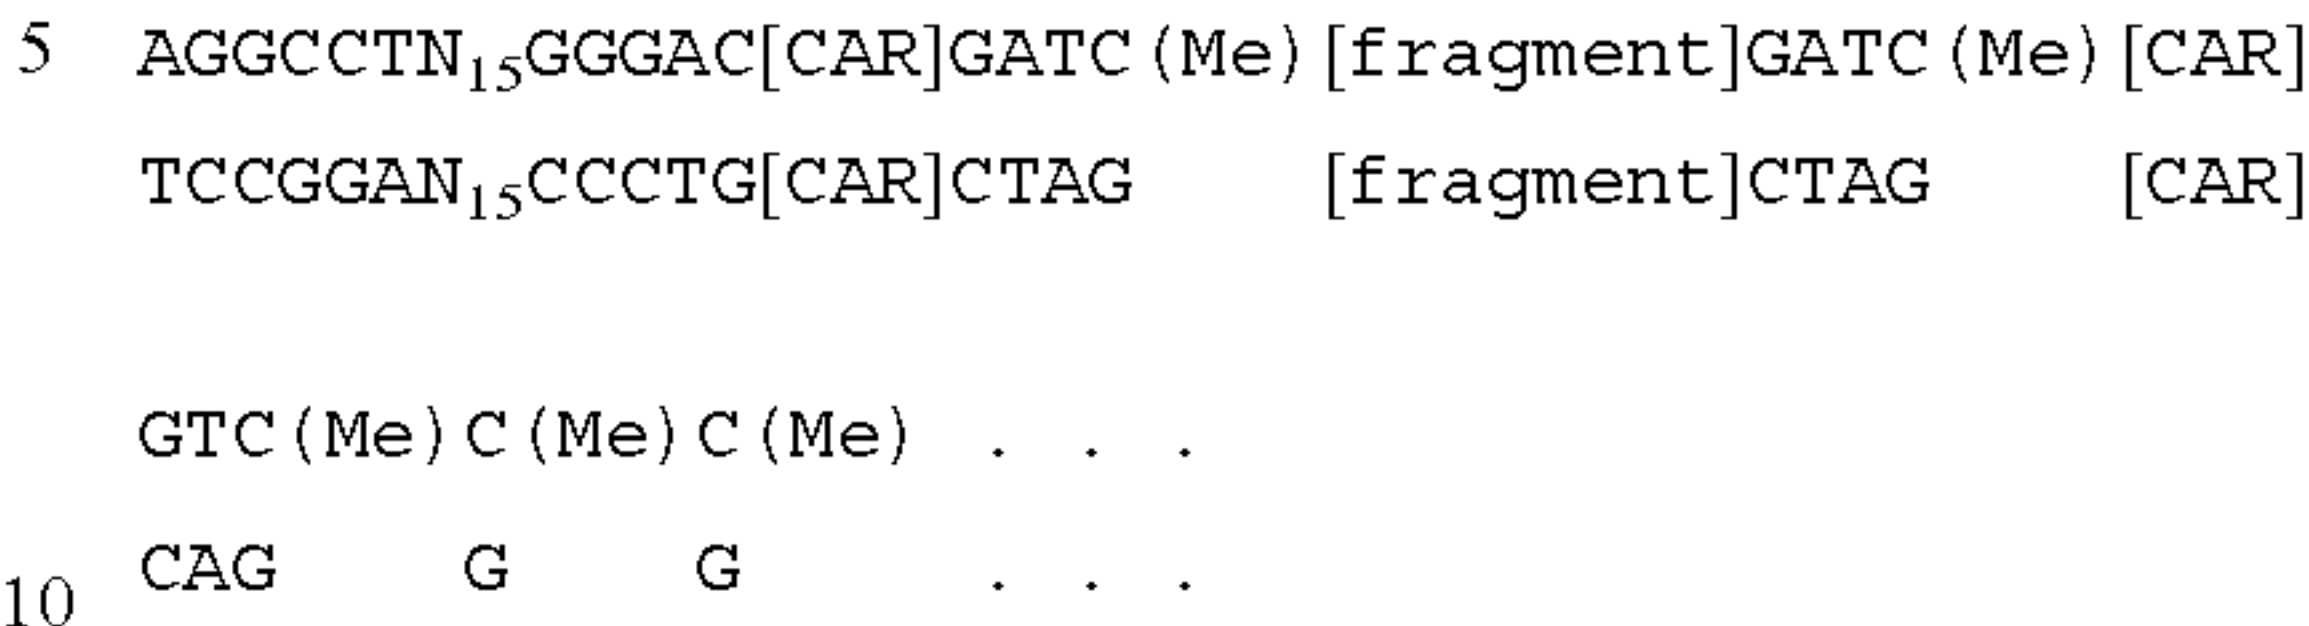 5 AGGCCTN₁₅GGGAC[CAR]GATC(Me)[fragment]GATC(Me)[CAR]
TCCGGAN₁₅CCCTG[CAR]CTAG [fragment]CTAG [CAR]
GTC(Me)C(Me)C(Me) . . .
10 CAG G G . . .